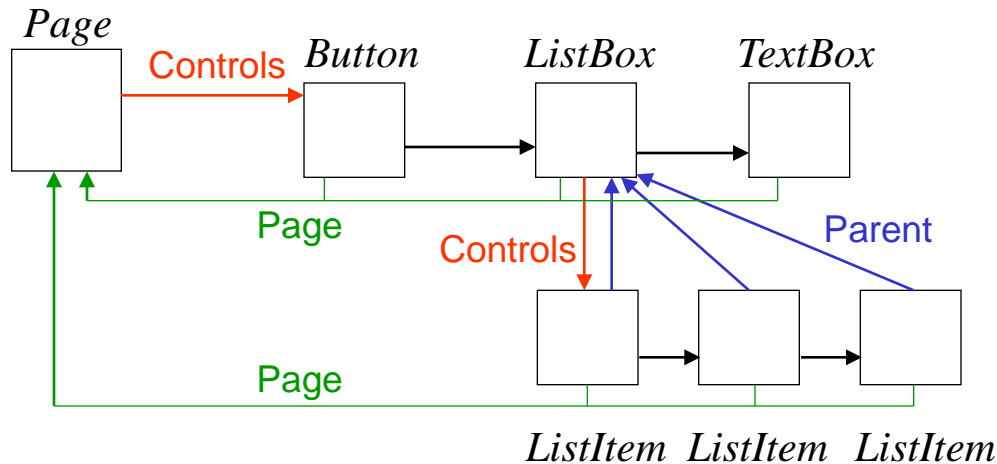 Page
Controls
Button
ListBox
TextBox
Page
Controls
Parent
Page
ListItem
ListItem
ListItem